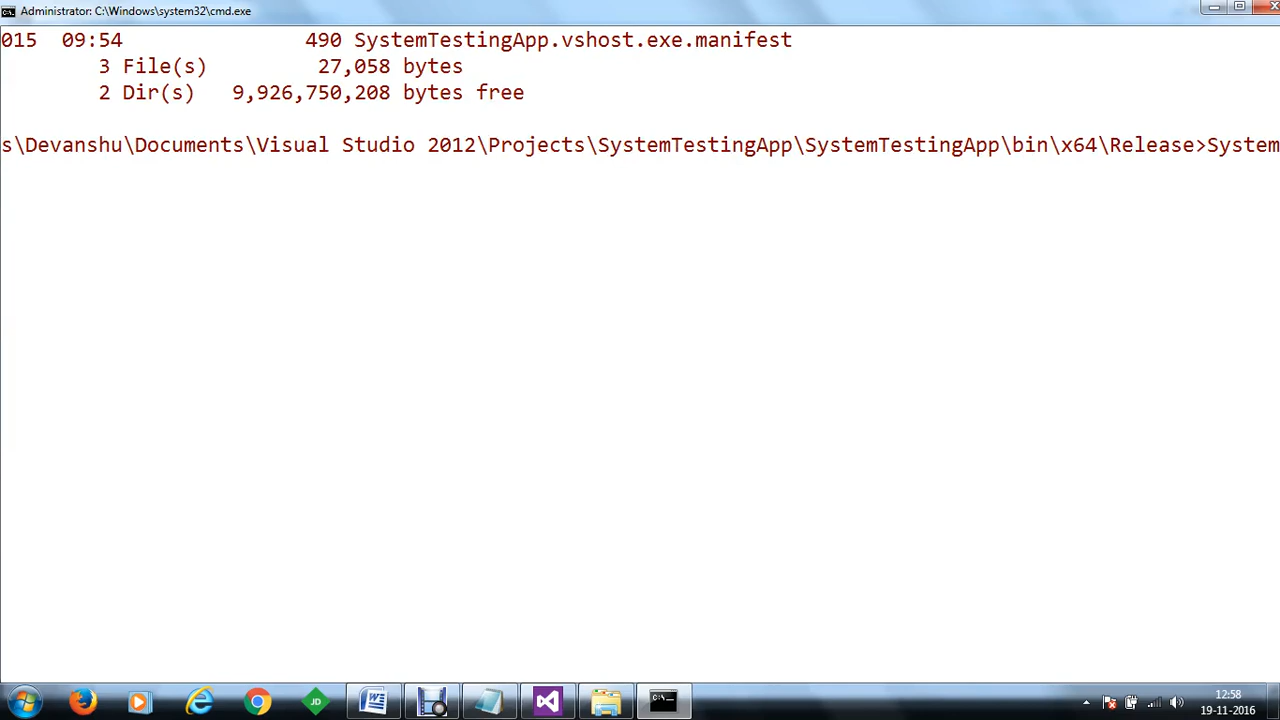 Administrator: C:\Windows\system32\cmd.exe
015 09:54 490 SystemTestingApp.vshost.exe.manifest
3 File(s) 27,058 bytes
2 Dir(s) 9,926,750,208 bytes free
s\Devanshu\Documents\Visual Studio 2012\Projects\SystemTestingApp\SystemTestingApp\bin\x64\Release>System
JD
12:58
19-11-2016